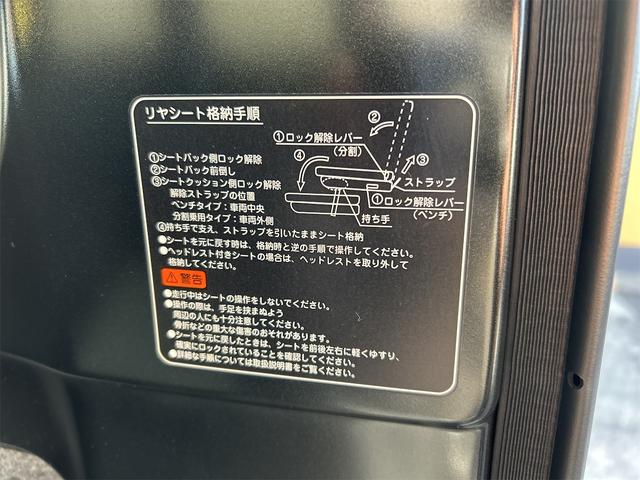 リヤシート格納手順
②
①ロック解除レバー
(分割)
④
③
ストラップ
①ロック解除レバー
(ベンチ)
持ち手
①シートバック側ロック解除
②シートバック前倒し
③シートクッション側ロック解除
解除ストラップの位置
ベンチタイプ：車両中央
分割乗用タイプ：車両外側
④持ち手で支え、ストラップを引いたままシート格納
●シートを元に戻す時は、格納時と逆の手順で操作してください。
●ヘッドレスト付きシートの場合は、ヘッドレストを取り外して
格納してください。
警告
●走行中はシートの操作をしないでください。
●操作の際は、手足を挟まぬよう
周辺の人にも十分注意してください。
骨折などの重大な傷害のおそれがあります。
●シートを元に戻したときは、シートを前後左右に軽くゆすり、
確実にロックされていることを確認してください。
●詳細な手順については取扱説明書をご覧ください。